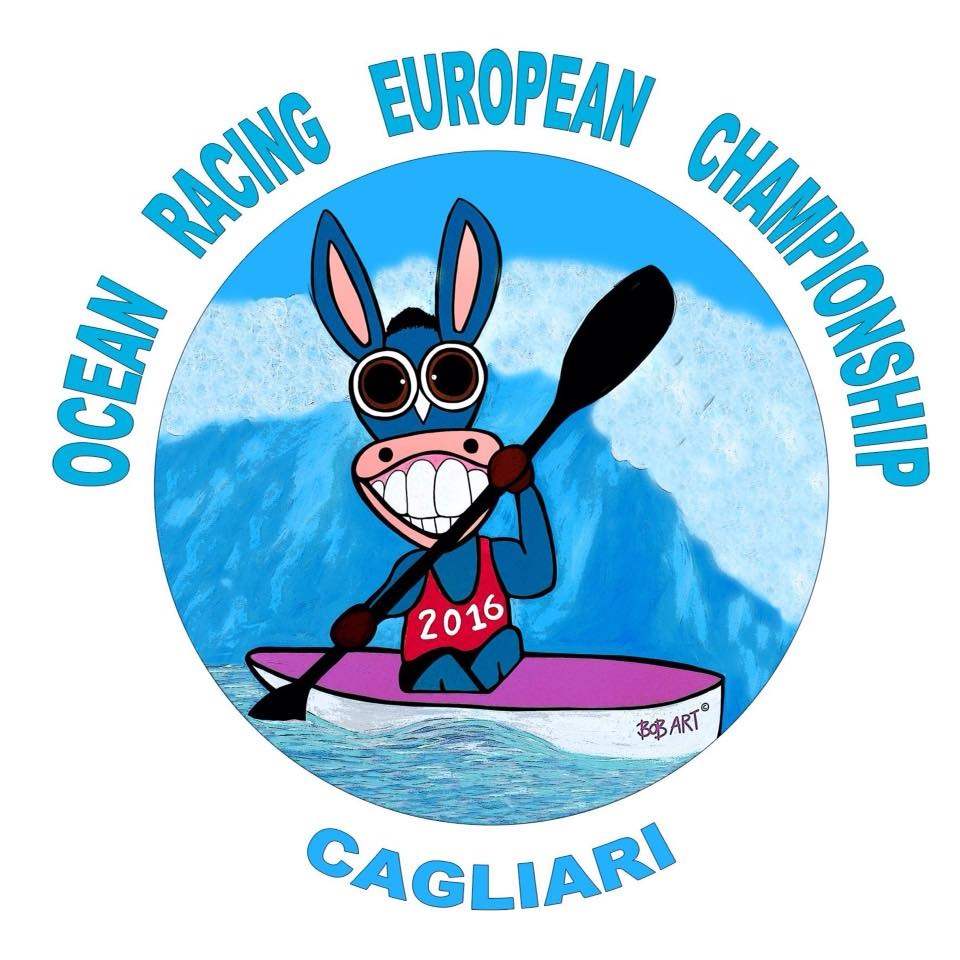 OCEAN RACING EUROPEAN CHAMPIONSHIP
2016
BOB ART ©
CAGLIARI